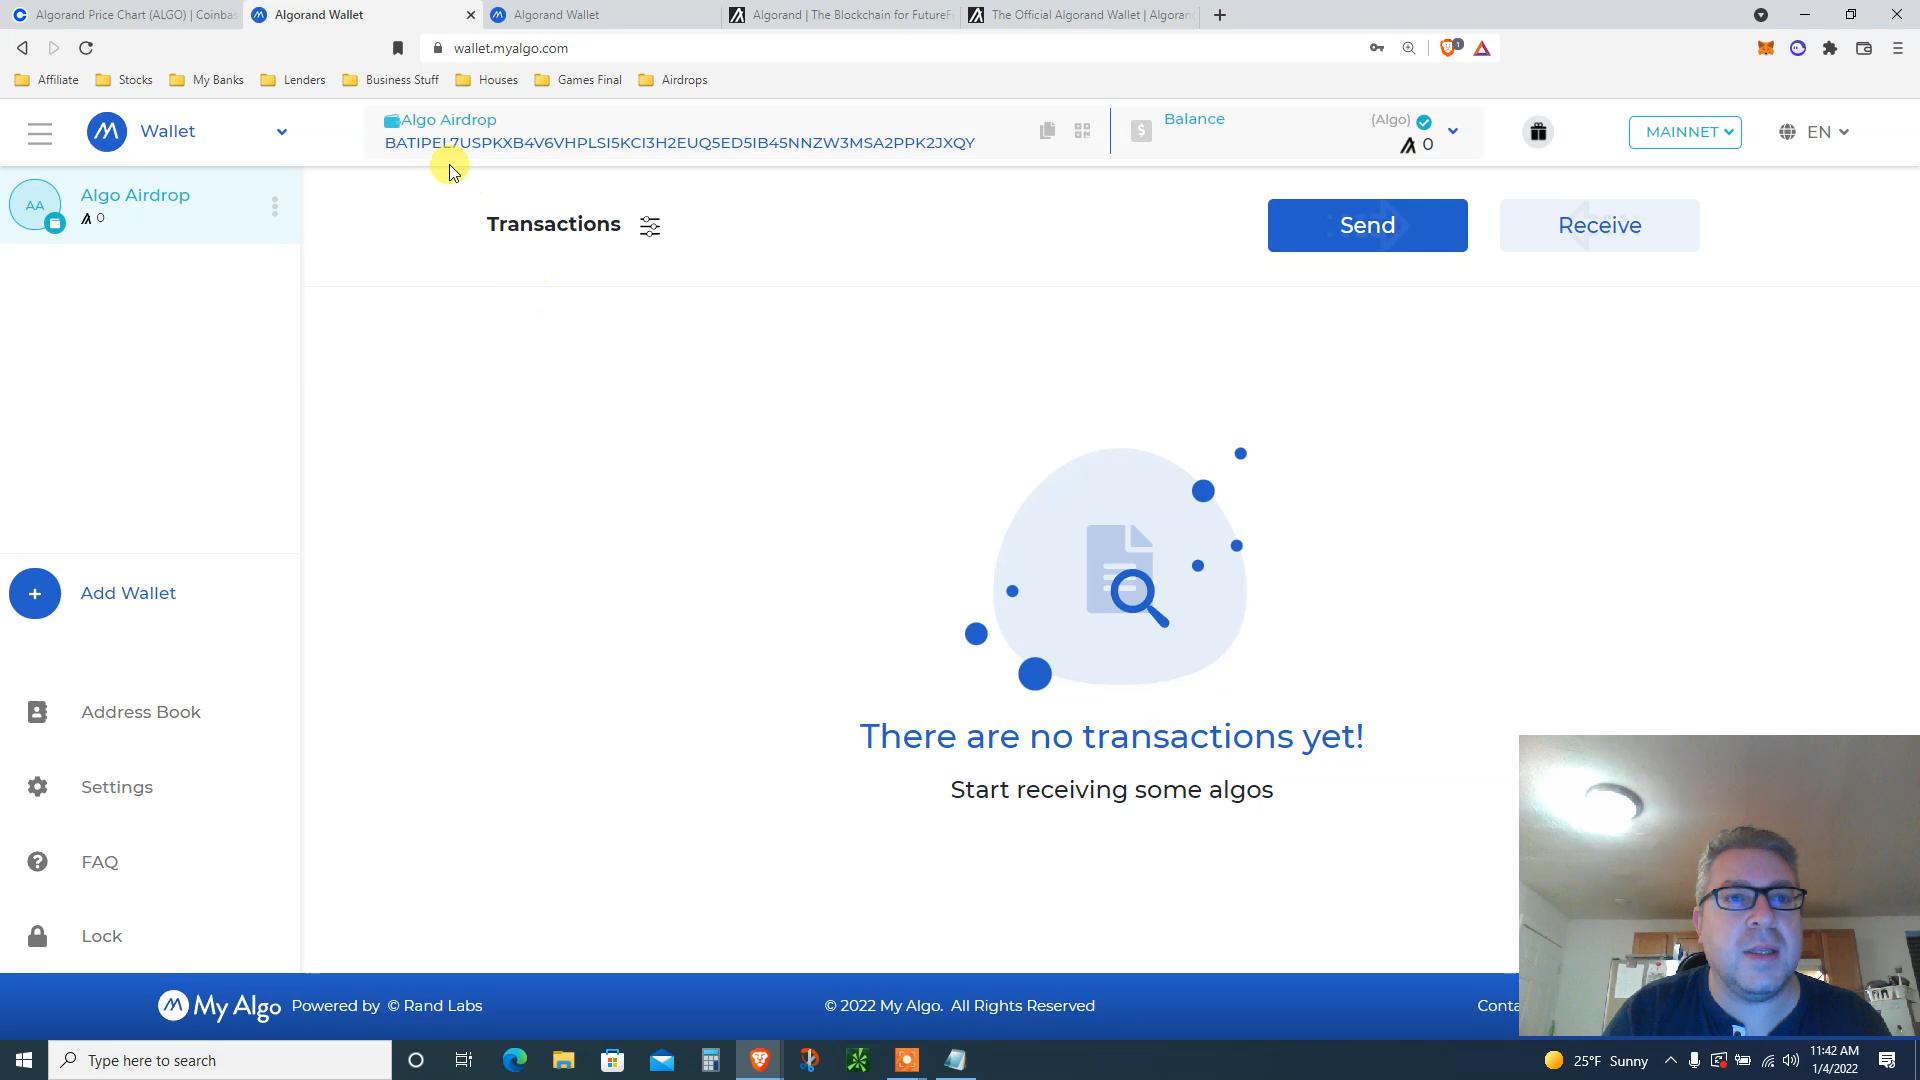 Algorand Price Chart (ALGO) | Coinbas
Algorand Wallet
Algorand Wallet
Algorand | The Blockchain for FutureF
The Official Algorand Wallet | Algoran
wallet.myalgo.com
1
Affiliate
Stocks
My Banks
Lenders
Business Stuff
Houses
Games Final
Airdrops
Wallet
Algo Airdrop
BATIPEL7USPKXB4V6VHPLSI5KCI3H2EUQ5ED5IB45NNZW3MSA2PPK2JXQY
Balance
(Algo)
0
MAINNET
EN
AA
Algo Airdrop
0
Transactions
Send
Receive
Add Wallet
Address Book
There are no transactions yet!
Settings
Start receiving some algos
FAQ
Lock
My Algo Powered by © Rand Labs
© 2022 My Algo. All Rights Reserved
Conta
Type here to search
25°F Sunny
11:42 AM
1/4/2022